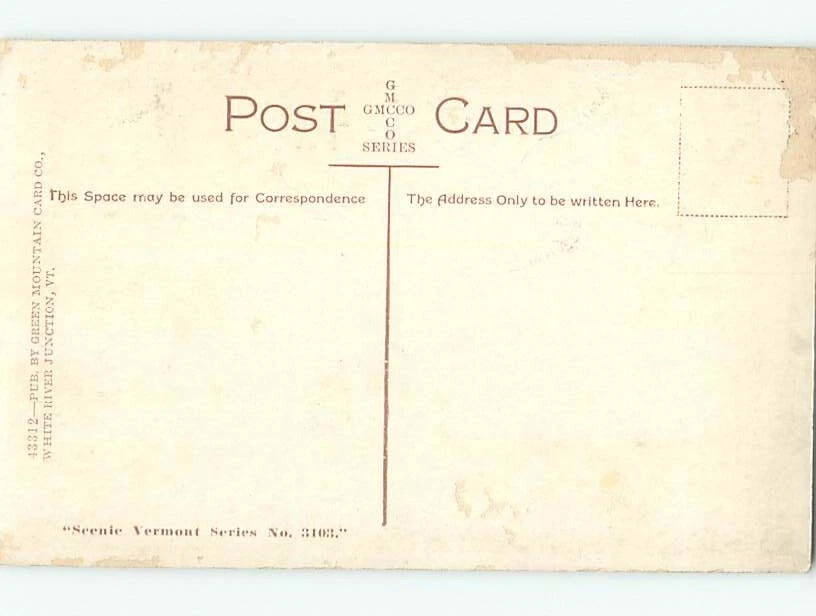 POST CARD
G
M
GMCCO
C
O
SERIES
This Space may be used for Correspondence
The Address Only to be written Here.
43312—PUB. BY GREEN MOUNTAIN CARD CO.,
WHITE RIVER JUNCTION, VT.
"Scenic Vermont Series No. 3103."